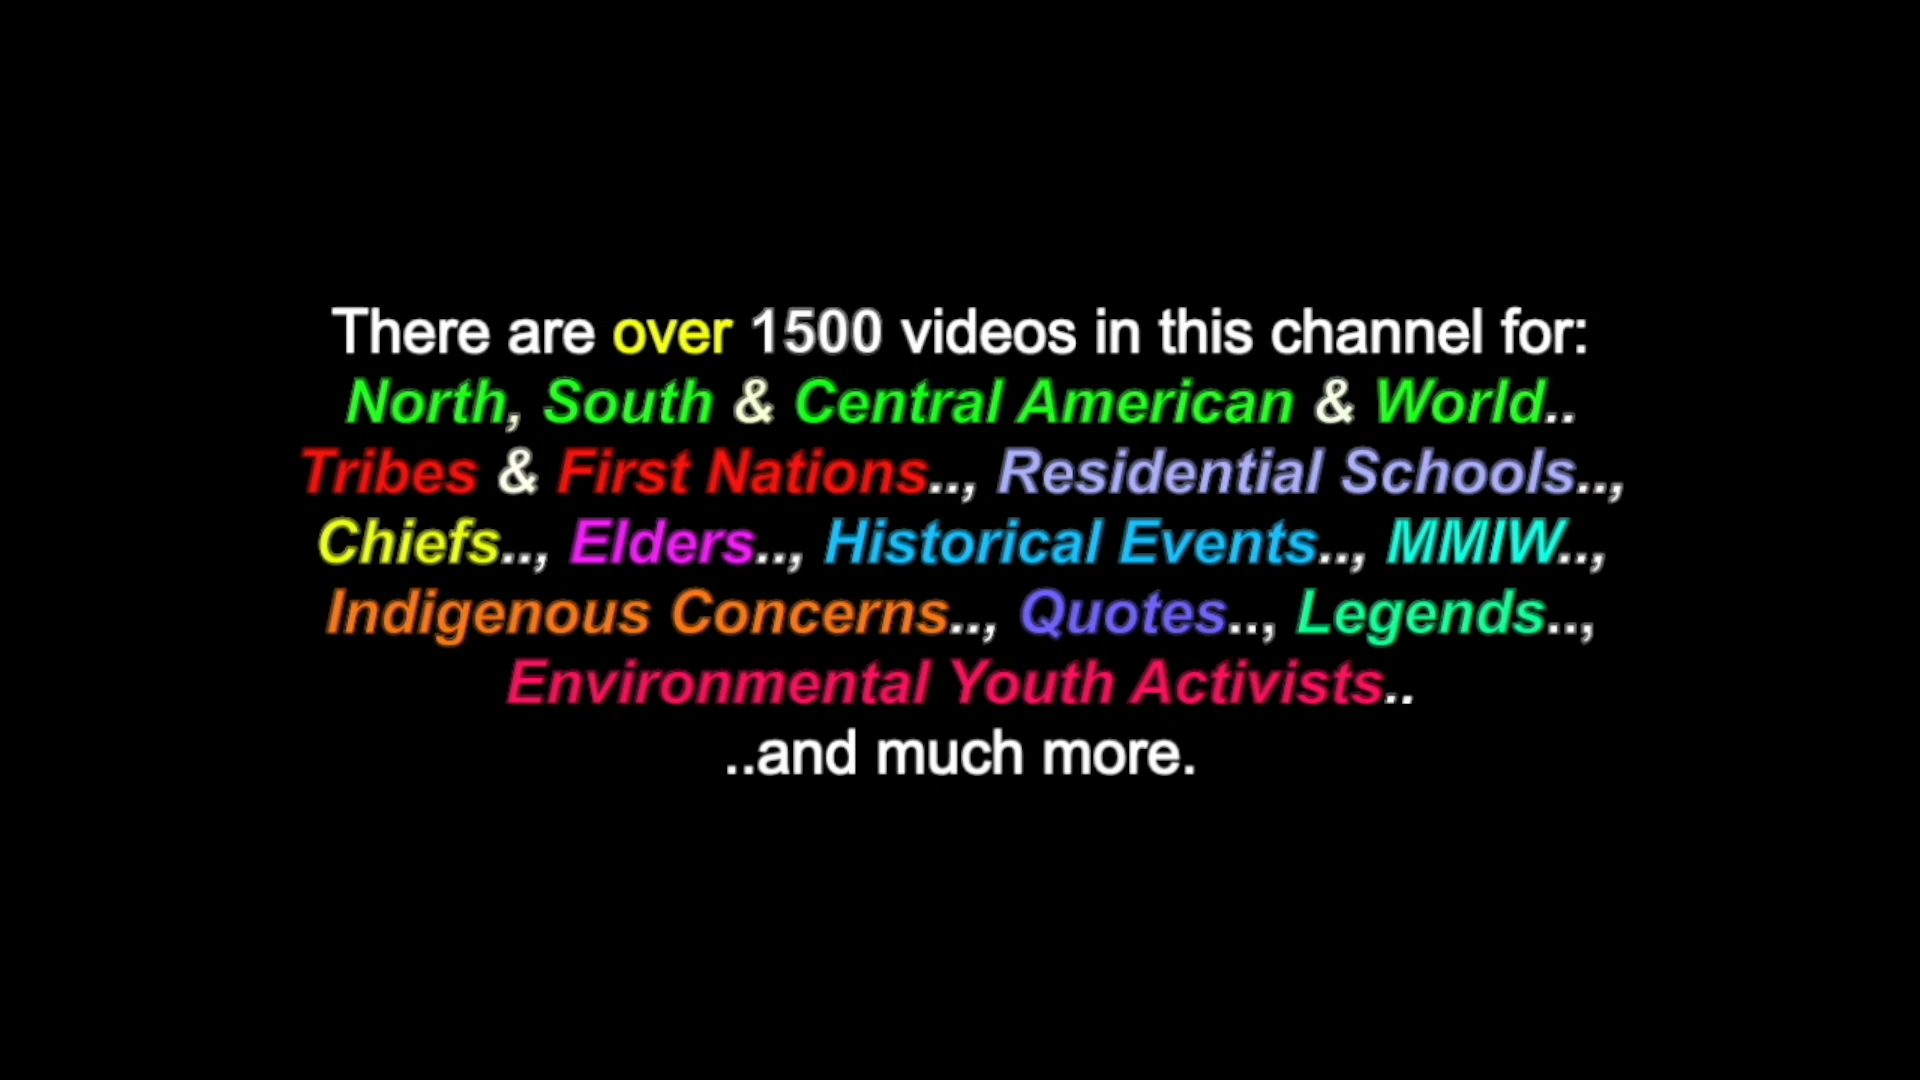 There are over 1500 videos in this channel for:
North, South & Central American & World..
Tribes & First Nations.., Residential Schools..,
Chiefs.., Elders.., Historical Events.., MMIW..,
Indigenous Concerns.., Quotes.., Legends..,
Environmental Youth Activists..
..and much more.